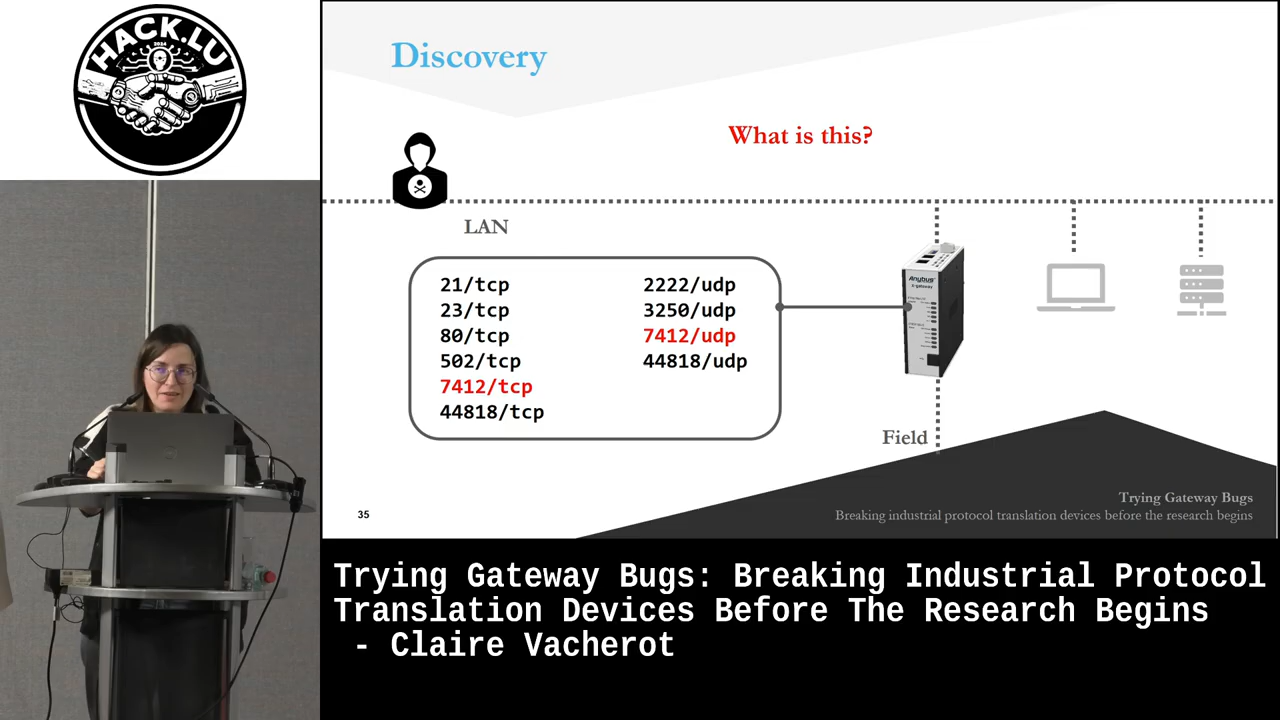 HACK.LU
2024
Discovery
What is this?
LAN
21/tcp
23/tcp
80/tcp
502/tcp
7412/tcp
44818/tcp
2222/udp
3250/udp
7412/udp
44818/udp
Anybus
X-gateway
Field
35
Trying Gateway Bugs
Breaking industrial protocol translation devices before the research begins
Trying Gateway Bugs: Breaking Industrial Protocol
Translation Devices Before The Research Begins
- Claire Vacherot